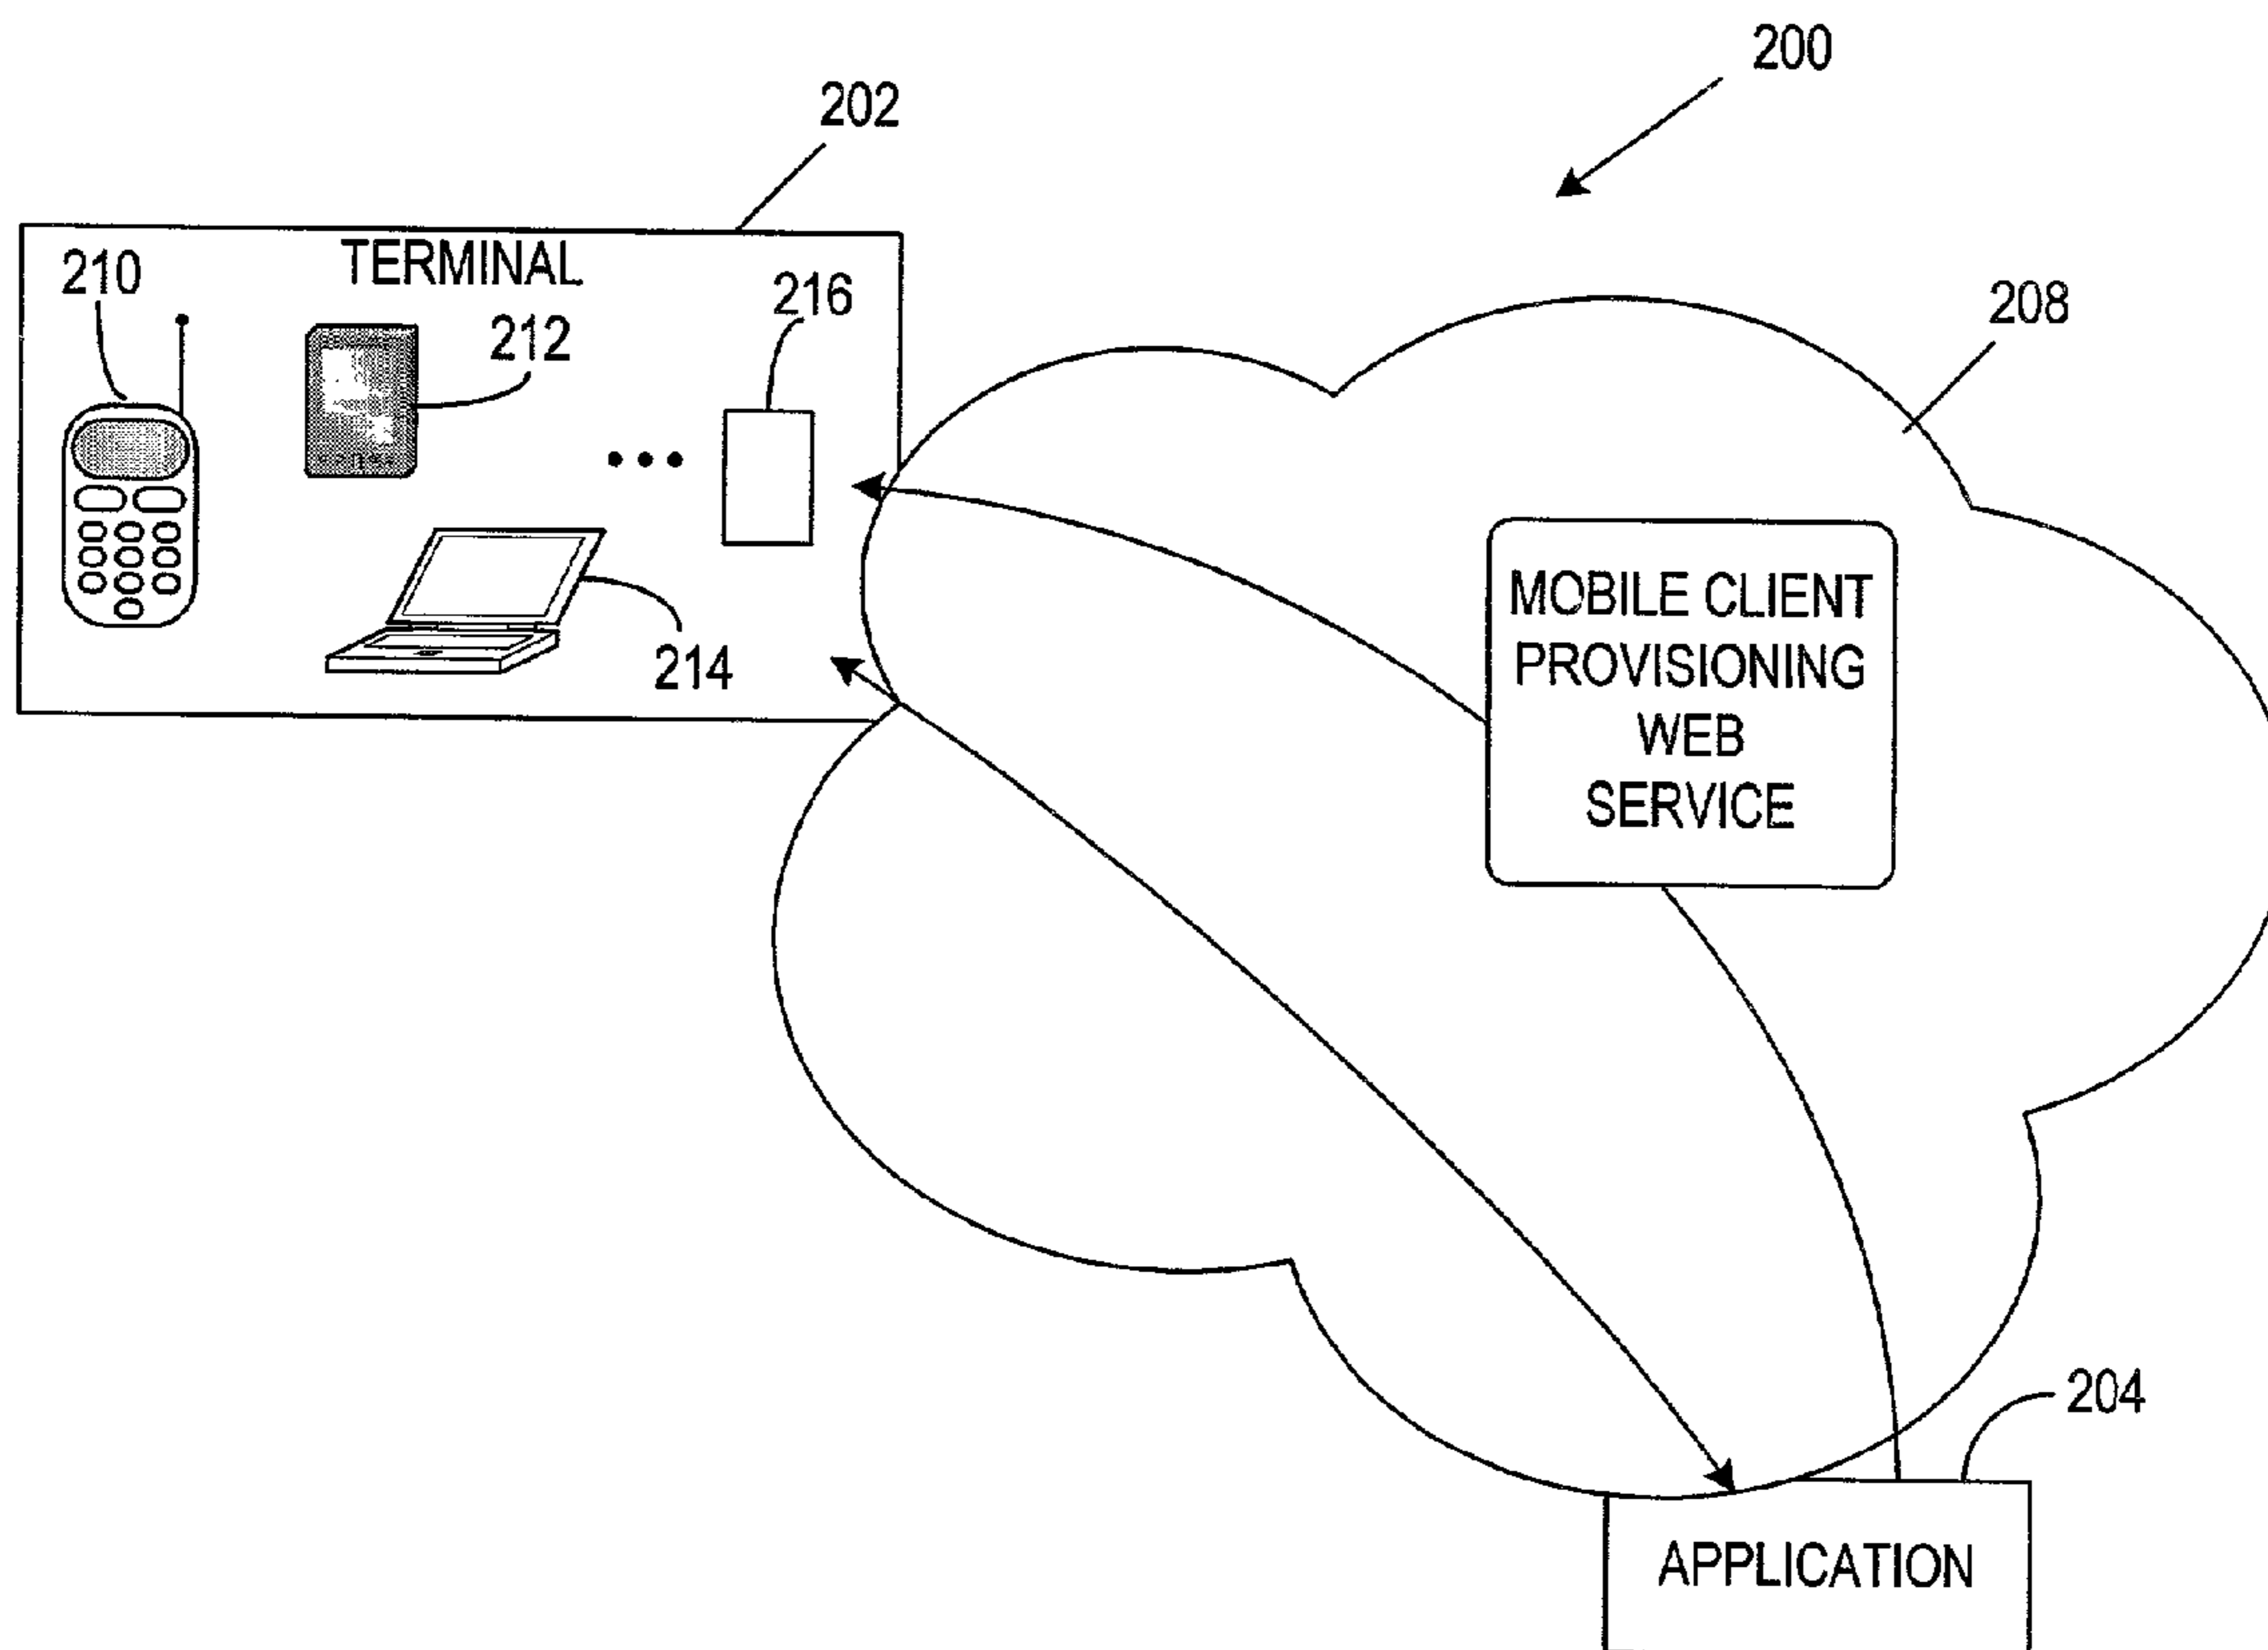 200
202
TERMINAL
210
216
212
208
214
MOBILE CLIENT
PROVISIONING
WEB
SERVICE
204
APPLICATION